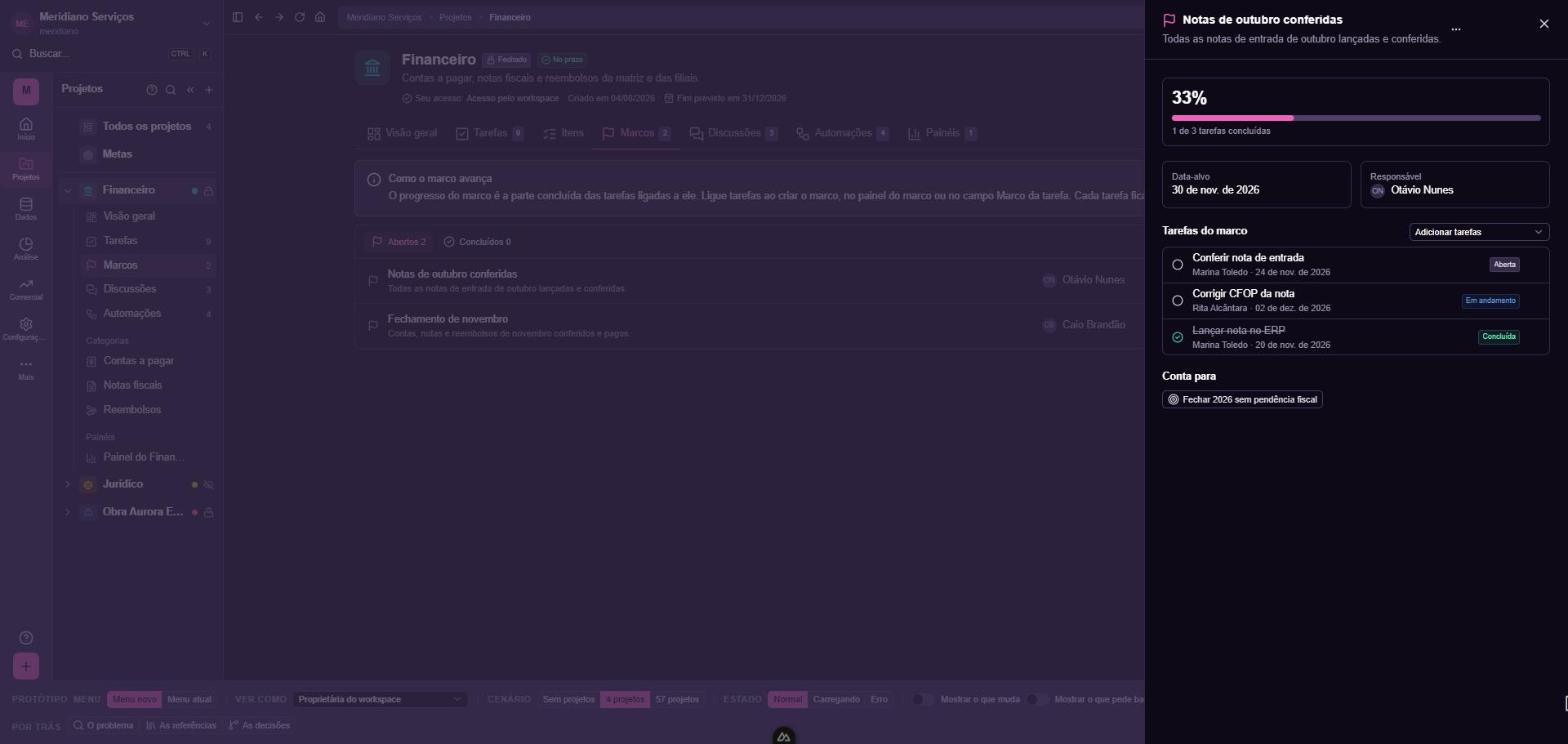 ME
Meridiano Serviços
meridiano
Buscar...
CTRL
K
Meridiano Serviços
Projetos
Financeiro
M
Início
Projetos
Dados
Análise
Comercial
Configuraç...
Mais
Projetos
Todos os projetos
4
Metas
Financeiro
Visão geral
Tarefas
9
Marcos
2
Discussões
3
Automações
4
Categorias
Contas a pagar
Notas fiscais
Reembolsos
Painéis
Painel do Finan...
Jurídico
Obra Aurora E...
Financeiro
Fechado
No prazo
Contas a pagar, notas fiscais e reembolsos da matriz e das filiais.
Seu acesso: Acesso pelo workspace
Criado em 04/08/2026
Fim previsto em 31/12/2026
Visão geral
Tarefas 9
Itens
Marcos 2
Discussões 3
Automações 4
Painéis 1
Como o marco avança
O progresso do marco é a parte concluída das tarefas ligadas a ele. Ligue tarefas ao criar o marco, no painel do marco ou no campo Marco da tarefa. Cada tarefa fica
Abertos 2
Concluídos 0
Notas de outubro conferidas
Todas as notas de entrada de outubro lançadas e conferidas.
ON
Otávio Nunes
Fechamento de novembro
Contas, notas e reembolsos de novembro conferidos e pagos.
CB
Caio Brandão
Notas de outubro conferidas
Todas as notas de entrada de outubro lançadas e conferidas.
...
33%
1 de 3 tarefas concluídas
Data-alvo
30 de nov. de 2026
Responsável
ON
Otávio Nunes
Tarefas do marco
Adicionar tarefas
Conferir nota de entrada
Marina Toledo · 24 de nov. de 2026
Aberta
Corrigir CFOP da nota
Rita Alcântara · 02 de dez. de 2026
Em andamento
Lançar nota no ERP
Marina Toledo · 20 de nov. de 2026
Concluída
Conta para
Fechar 2026 sem pendência fiscal
PROTÓTIPO
MENU
Menu novo
Menu atual
VER COMO
Proprietária do workspace
CENÁRIO
Sem projetos
4 projetos
57 projetos
ESTADO
Normal
Carregando
Erro
Mostrar o que muda
Mostrar o que pede ba
POR TRÁS
O problema
As referências
As decisões